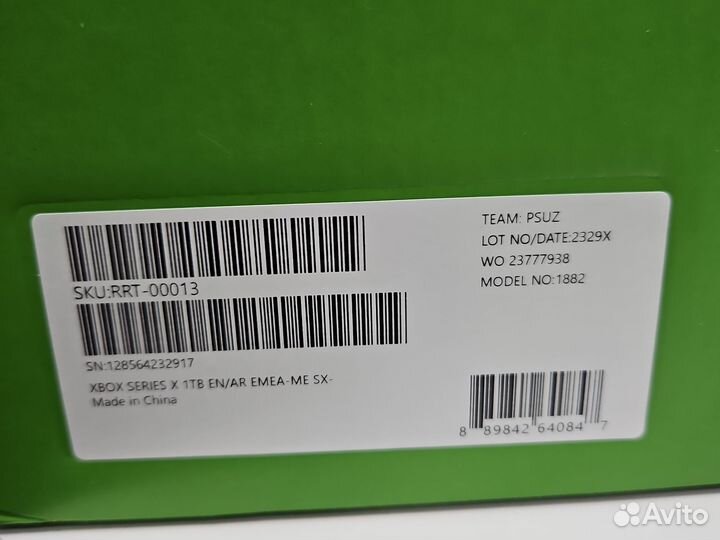 SKU:RRT-00013
SN:128564232917
XBOX SERIES X 1TB EN/AR EMEA-ME SX-
Made in China
TEAM: PSUZ
LOT NO/DATE:2329X
WO 23777938
MODEL NO:1882
8 89842 64084 7
Avito